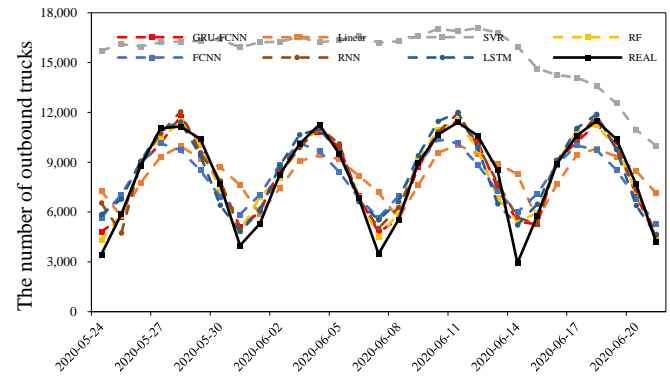 The number of outbound trucks
18,000
15,000
12,000
9,000
6,000
3,000
0
GRU-FCNN Linear SVR RF
FCNN RNN LSTM REAL
2020-05-24 2020-05-27 2020-05-30 2020-06-02 2020-06-05 2020-06-08 2020-06-11 2020-06-14 2020-06-17 2020-06-20